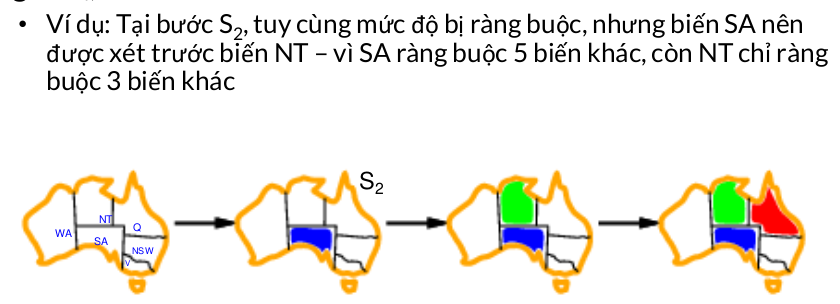 • Ví dụ: Tại bước S2, tuy cùng mức độ bị ràng buộc, nhưng biến SA nên
được xét trước biến NT – vì SA ràng buộc 5 biến khác, còn NT chỉ ràng
buộc 3 biến khác
S2
NT
Q
WA
SA
NSW
V